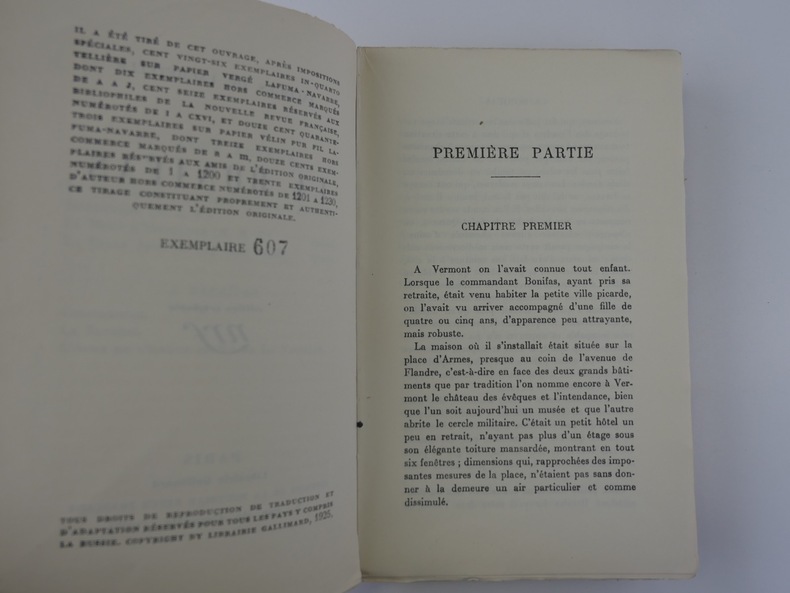 IL A ÉTÉ TIRÉ DE CET OUVRAGE, APRÈS IMPOSITIONS
SPÉCIALES, CENT VINGT-SIX EXEMPLAIRES IN-QUARTO
TELLIÈRE SUR PAPIER VERGÉ LAFUMA-NAVARRE,
DONT DIX EXEMPLAIRES HORS COMMERCE MARQUÉS
DE A A J, CENT SEIZE EXEMPLAIRES RÉSERVÉS AUX
BIBLIOPHILES DE LA NOUVELLE REVUE FRANÇAISE,
NUMÉROTÉS DE I A CXVI, ET DOUZE CENT QUARANTE-
TROIS EXEMPLAIRES SUR PAPIER VÉLIN PUR FIL LA-
FUMA-NAVARRE, DONT TREIZE EXEMPLAIRES HORS
COMMERCE MARQUÉS DE a A m, DOUZE CENTS EXEM-
PLAIRES RÉSERVÉS AUX AMIS DE L'ÉDITION ORIGINALE,
NUMÉROTÉS DE 1 A 1200 ET TRENTE EXEMPLAIRES
D'AUTEUR HORS COMMERCE NUMÉROTÉS DE 1201 A 1230,
CE TIRAGE CONSTITUANT PROPREMENT ET AUTHENTI-
QUEMENT L'ÉDITION ORIGINALE.
EXEMPLAIRE 607
TOUS DROITS DE REPRODUCTION DE TRADUCTION ET
D'ADAPTATION RÉSERVÉS POUR TOUS LES PAYS Y COMPRIS
LA RUSSIE. COPYRIGHT BY LIBRAIRIE GALLIMARD, 1925.
PREMIÈRE PARTIE
CHAPITRE PREMIER
A Vermont on l'avait connue tout enfant.
Lorsque le commandant Bonifas, ayant pris sa
retraite, était venu habiter la petite ville picarde,
on l'avait vu arriver accompagné d'une fille de
quatre ou cinq ans, d'apparence peu attrayante,
mais robuste.
La maison où il s'installait était située sur la
place d'Armes, presque au coin de l'avenue de
Flandre, c'est-à-dire en face des deux grands bâti-
ments que par tradition l'on nomme encore à Ver-
mont le château des évêques et l'intendance, bien
que l'un soit aujourd'hui un musée et que l'autre
abrite le cercle militaire. C'était un petit hôtel un
peu en retrait, n'ayant pas plus d'un étage sous
son élégante toiture mansardée, montrant en tout
six fenêtres ; dimensions qui, rapprochées des impo-
santes mesures de la place, n'étaient pas sans don-
ner à la demeure un air particulier et comme
dissimulé.